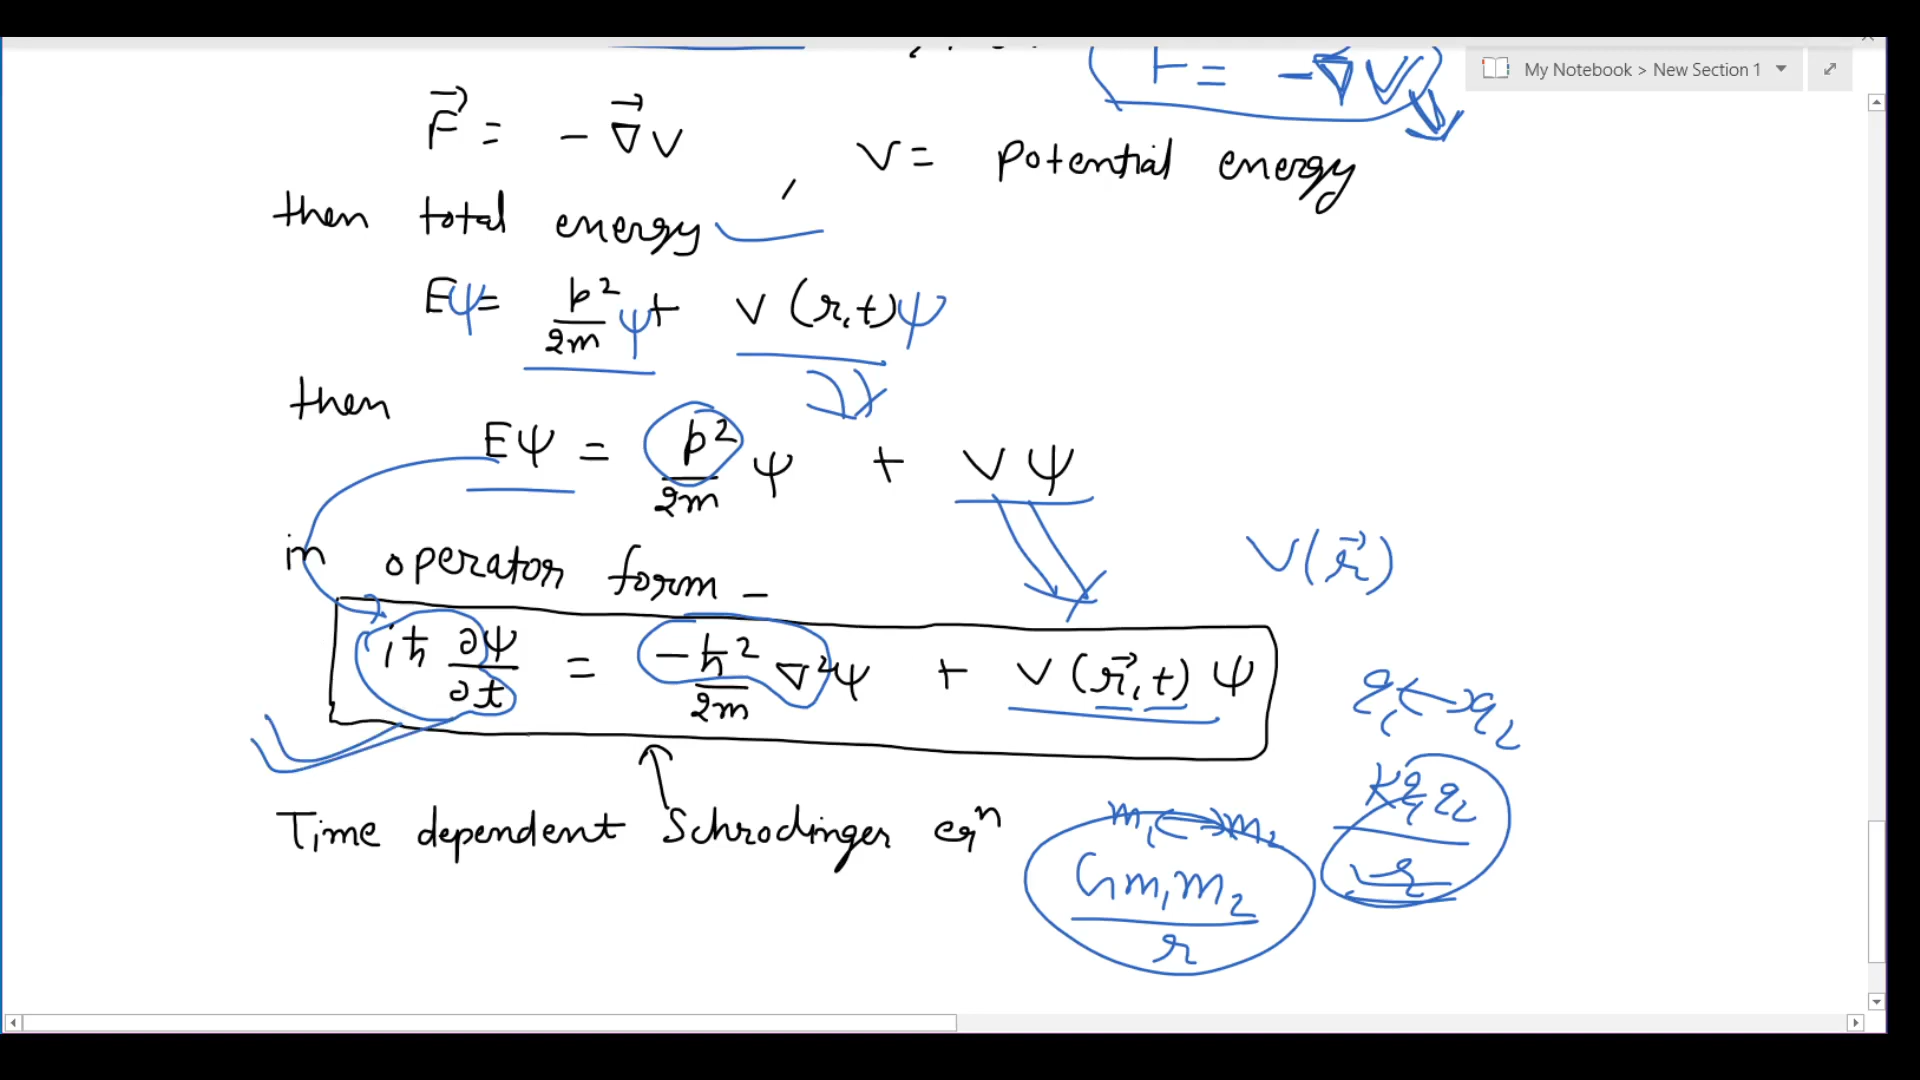 F = -∇V
My Notebook > New Section 1
F⃗ = - ∇⃗V , V = Potential energy
then total energy
Eψ = p²/2m ψ + V (r, t) ψ
then
Eψ = p²/2m ψ + V ψ
in operator form -
V(r⃗)
iħ ∂ψ/∂t = -ħ²/2m ∇²ψ + V (r⃗, t) ψ
q₁ ↔ q₂
Kq₁q₂/r
Time dependent Schrodinger eqⁿ
m₁ ↔ m₂
Gm₁m₂/r